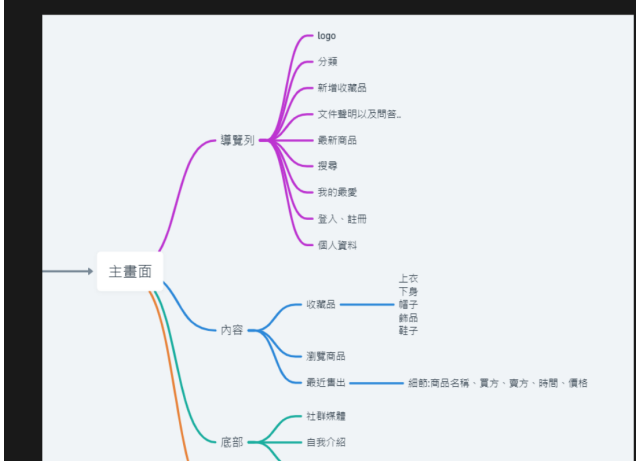 logo
分類
新增收藏品
文件聲明以及問答..
導覽列
最新商品
搜尋
我的最愛
登入、註冊
個人資料
主畫面
上衣
下身
帽子
飾品
鞋子
收藏品
內容
瀏覽商品
最近售出
細節:商品名稱、買方、賣方、時間、價格
社群媒體
底部
自我介紹